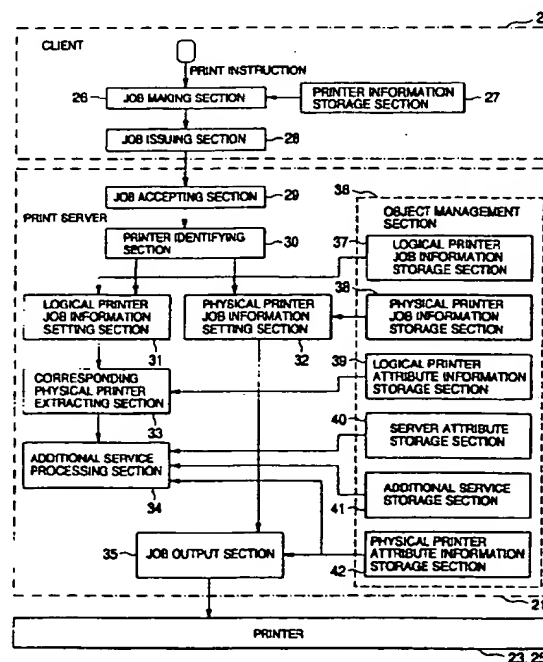 CLIENT
PRINT INSTRUCTION
26
JOB MAKING SECTION
PRINTER INFORMATION
STORAGE SECTION
27
JOB ISSUING SECTION
28
JOB ACCEPTING SECTION
29
PRINT SERVER
PRINTER IDENTIFYING
SECTION
30
36
OBJECT MANAGEMENT
SECTION
37
LOGICAL PRINTER
JOB INFORMATION
STORAGE SECTION
LOGICAL PRINTER
JOB INFORMATION
SETTING SECTION
31
PHYSICAL PRINTER
JOB INFORMATION
SETTING SECTION
32
38
PHYSICAL PRINTER
JOB INFORMATION
STORAGE SECTION
CORRESPONDING
PHYSICAL PRINTER
EXTRACTING SECTION
33
39
LOGICAL PRINTER
ATTRIBUTE INFORMATION
STORAGE SECTION
40
SERVER ATTRIBUTE
STORAGE SECTION
ADDITIONAL SERVICE
PROCESSING SECTION
34
ADDITIONAL SERVICE
STORAGE SECTION
41
35
JOB OUTPUT SECTION
PHYSICAL PRINTER
ATTRIBUTE INFORMATION
STORAGE SECTION
42
PRINTER